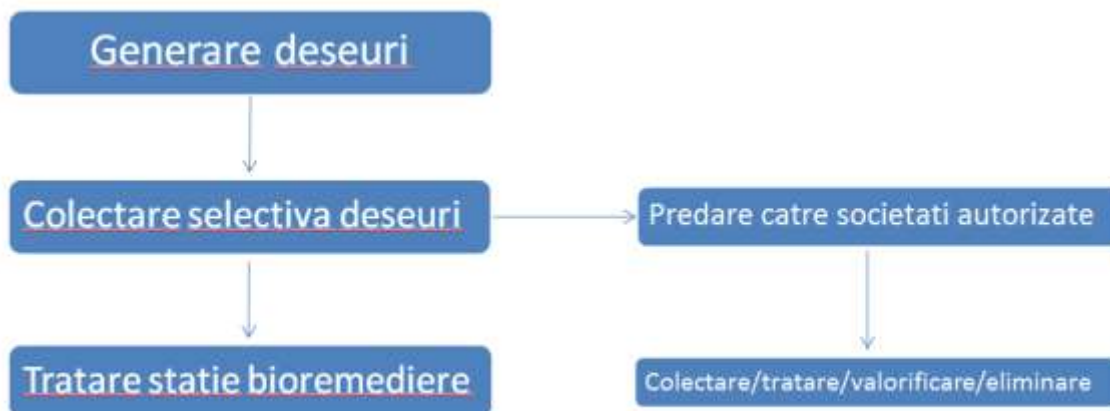 Generare deseuri
Colectare selectiva deseuri
Predare catre societati autorizate
Tratare statie bioremediere
Colectare/tratare/valorificare/eliminare